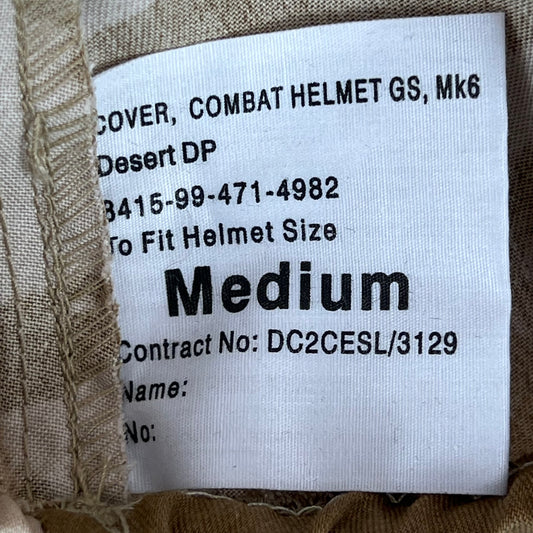 COVER, COMBAT HELMET GS, Mk6
Desert DP
8415-99-471-4982
To Fit Helmet Size
Medium
Contract No: DC2CESL/3129
Name:
No: